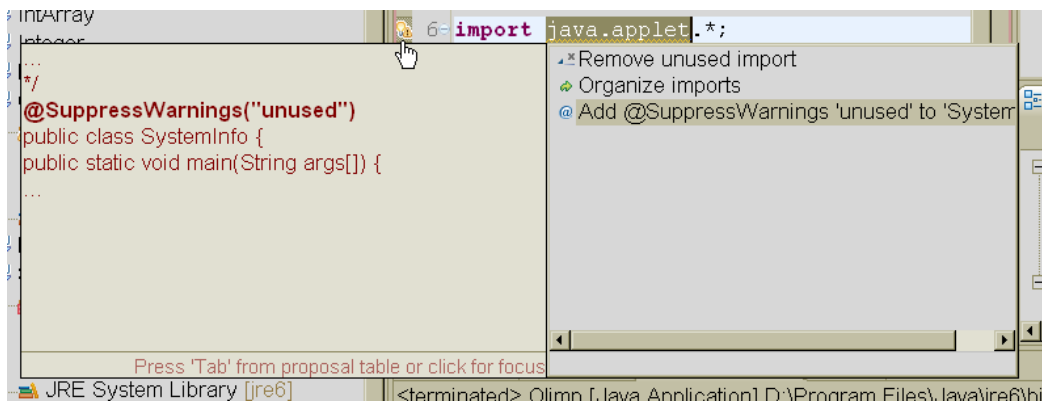 IntArray
6 import java.applet.*;
Integer
...
*/
@SuppressWarnings("unused")
public class SystemInfo {
public static void main(String args[]) {
...
Press 'Tab' from proposal table or click for focus
Remove unused import
Organize imports
@ Add @SuppressWarnings 'unused' to 'System
JRE System Library [jre6]
<terminated> Olimp [Java Application] D:\Program Files\Java\jre6\bi